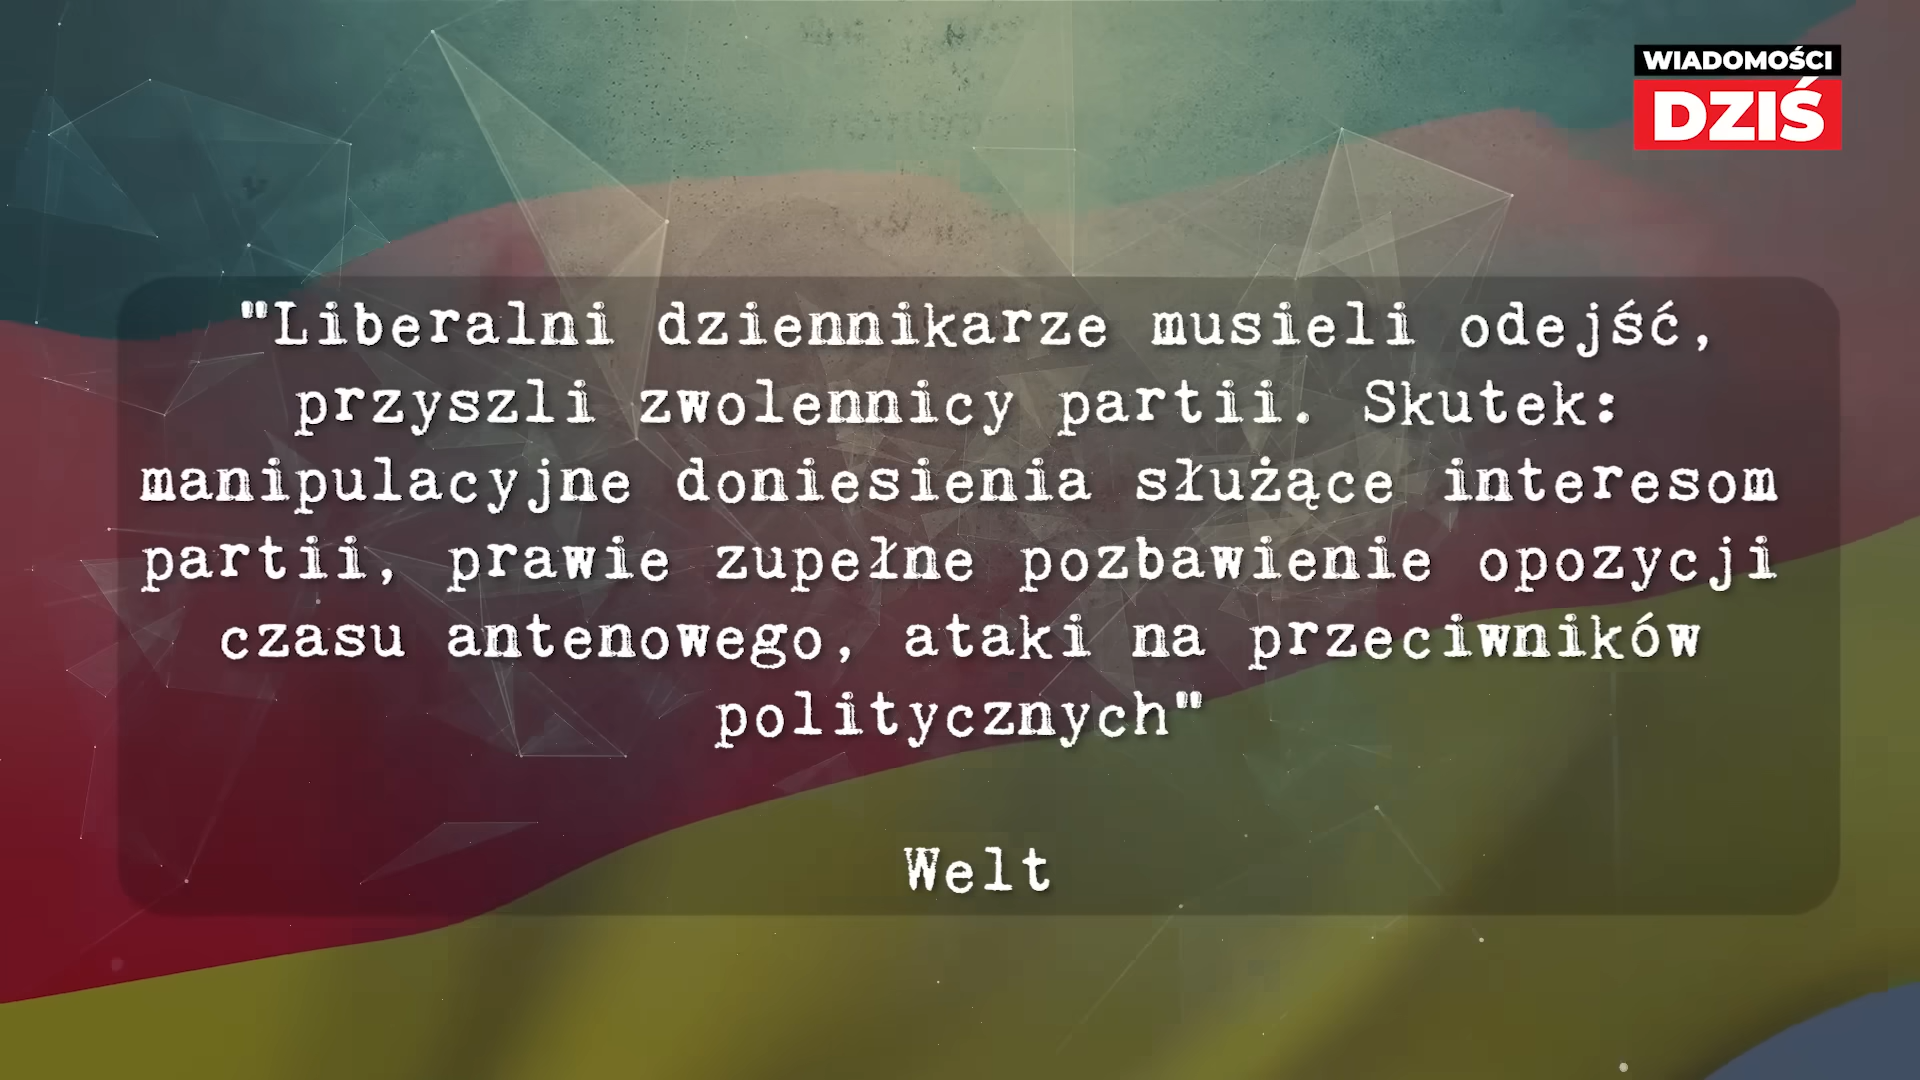 WIADOMOŚCI
DZIŚ
"Liberalni dziennikarze musieli odejść,
przyszli zwolennicy partii. Skutek:
manipulacyjne doniesienia służące interesom
partii, prawie zupełne pozbawienie opozycji
czasu antenowego, ataki na przeciwników
politycznych"
Welt